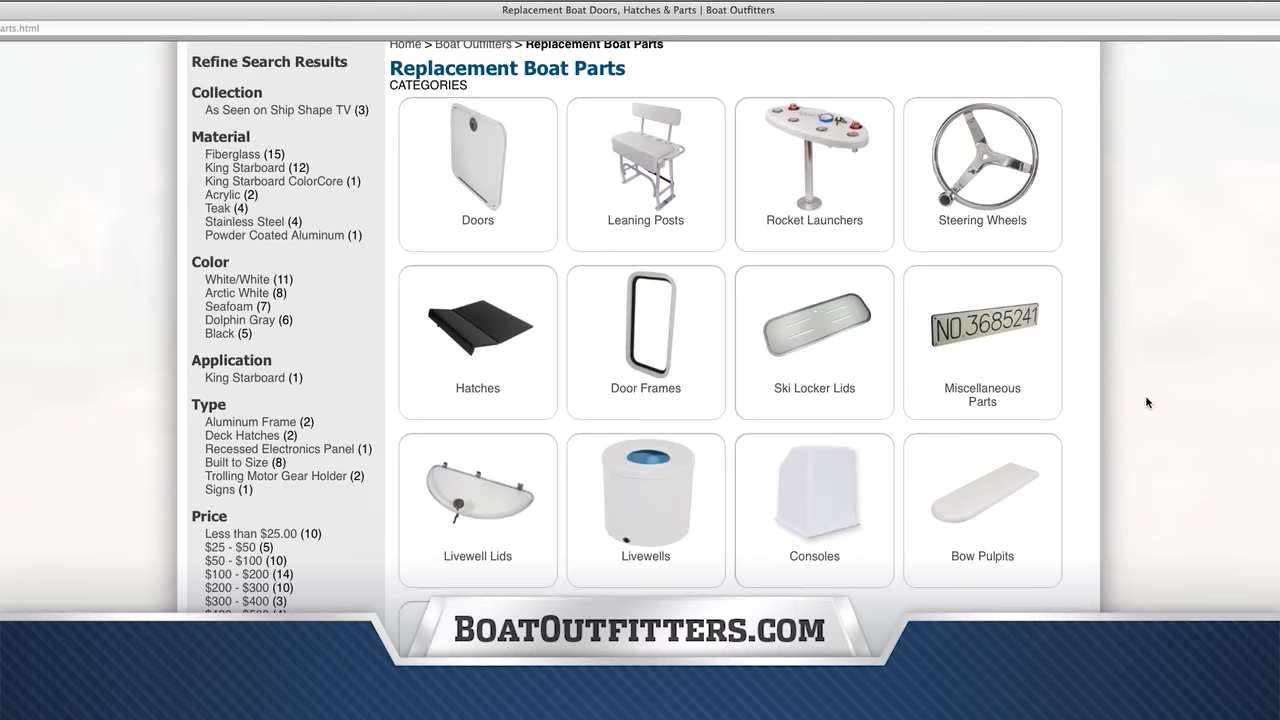 Replacement Boat Doors, Hatches & Parts | Boat Outfitters
arts.html
Home > Boat Outfitters > Replacement Boat Parts
Refine Search Results
Collection
As Seen on Ship Shape TV (3)
Material
Fiberglass (15)
King Starboard (12)
King Starboard ColorCore (1)
Acrylic (2)
Teak (4)
Stainless Steel (4)
Powder Coated Aluminum (1)
Color
White/White (11)
Arctic White (8)
Seafoam (7)
Dolphin Gray (6)
Black (5)
Application
King Starboard (1)
Type
Aluminum Frame (2)
Deck Hatches (2)
Recessed Electronics Panel (1)
Built to Size (8)
Trolling Motor Gear Holder (2)
Signs (1)
Price
Less than $25.00 (10)
$25 - $50 (5)
$50 - $100 (10)
$100 - $200 (14)
$200 - $300 (10)
$300 - $400 (3)
Replacement Boat Parts
CATEGORIES
Doors
Leaning Posts
Rocket Launchers
Steering Wheels
Hatches
Door Frames
Ski Locker Lids
NO.3685241
Miscellaneous
Parts
Livewell Lids
Livewells
Consoles
Bow Pulpits
BOATOUTFITTERS.COM